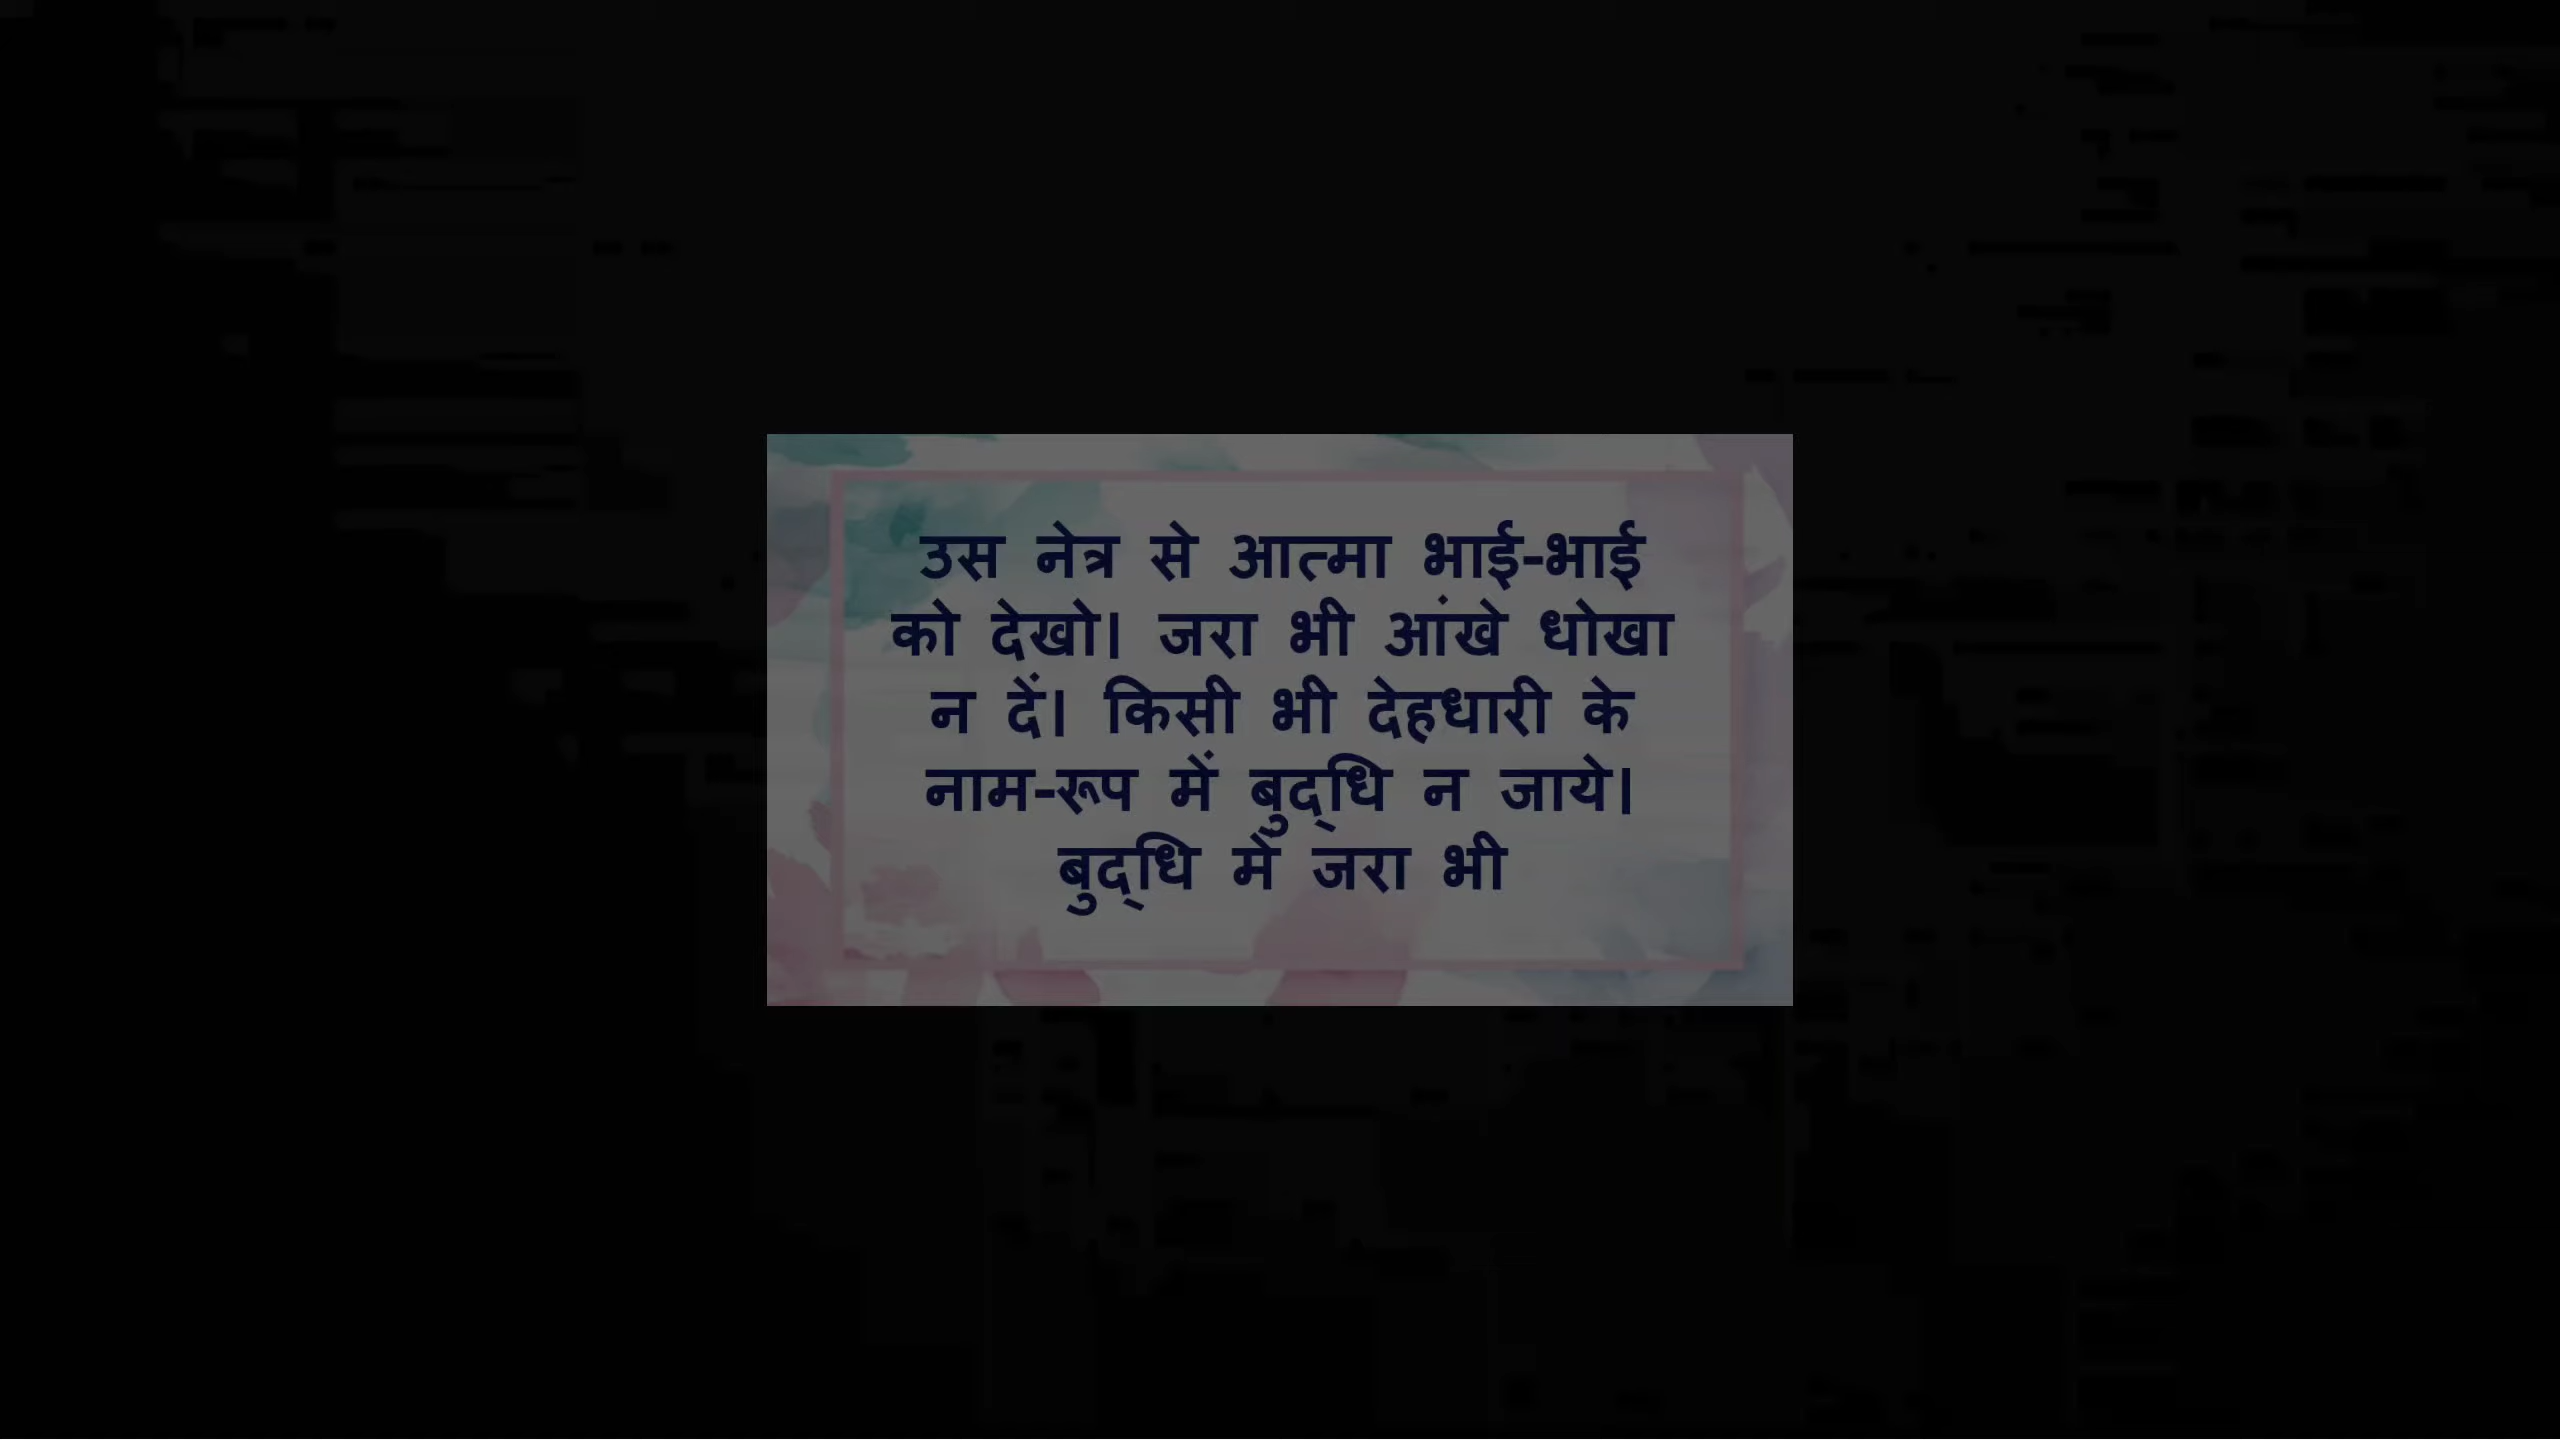 उस नेत्र से आत्मा भाई-भाई
को देखो। जरा भी आंखे धोखा
न दें। किसी भी देहधारी के
नाम-रूप में बुद्धि न जाये।
बुद्धि में जरा भी